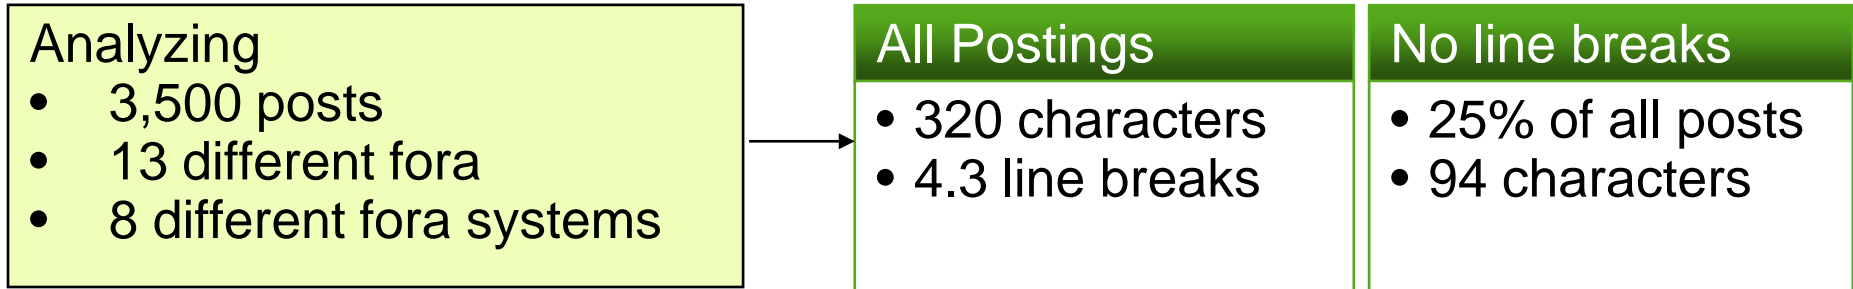 Analyzing
• 3,500 posts
• 13 different fora
• 8 different fora systems
All Postings
• 320 characters
• 4.3 line breaks
No line breaks
• 25% of all posts
• 94 characters